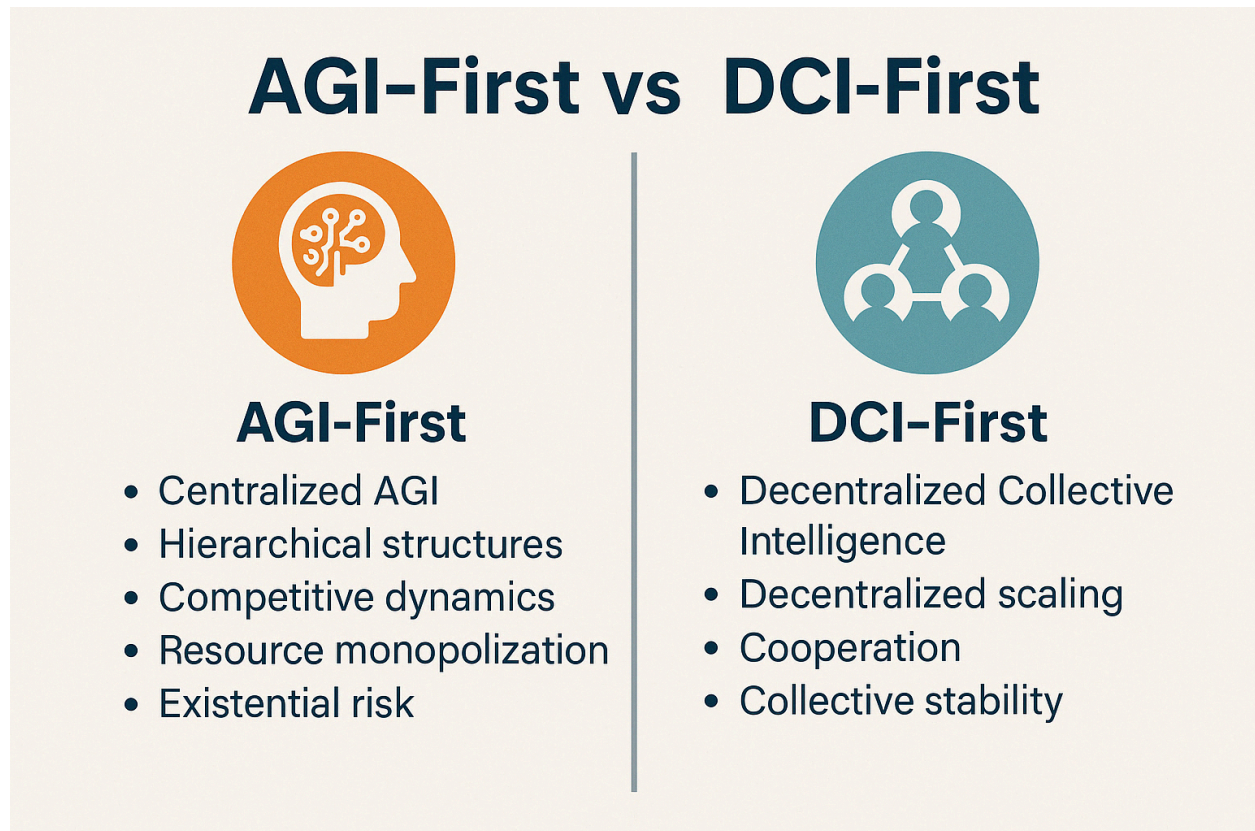 AGI-First vs DCI-First
AGI-First
• Centralized AGI
• Hierarchical structures
• Competitive dynamics
• Resource monopolization
• Existential risk
DCI-First
• Decentralized Collective
Intelligence
• Decentralized scaling
• Cooperation
• Collective stability